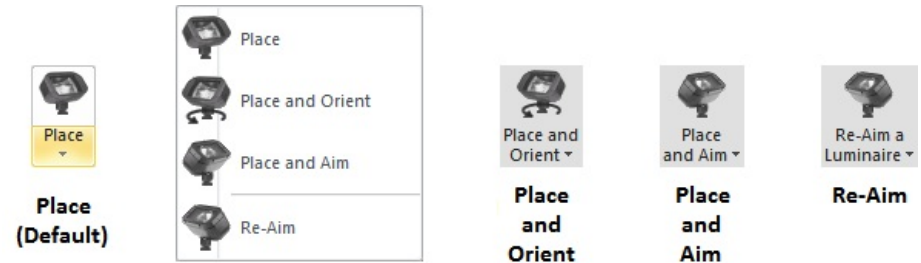 Place
Place
(Default)
Place
Place and Orient
Place and Aim
Re-Aim
Place and
Orient
Place
and
Orient
Place
and Aim
Place
and
Aim
Re-Aim a
Luminaire
Re-Aim